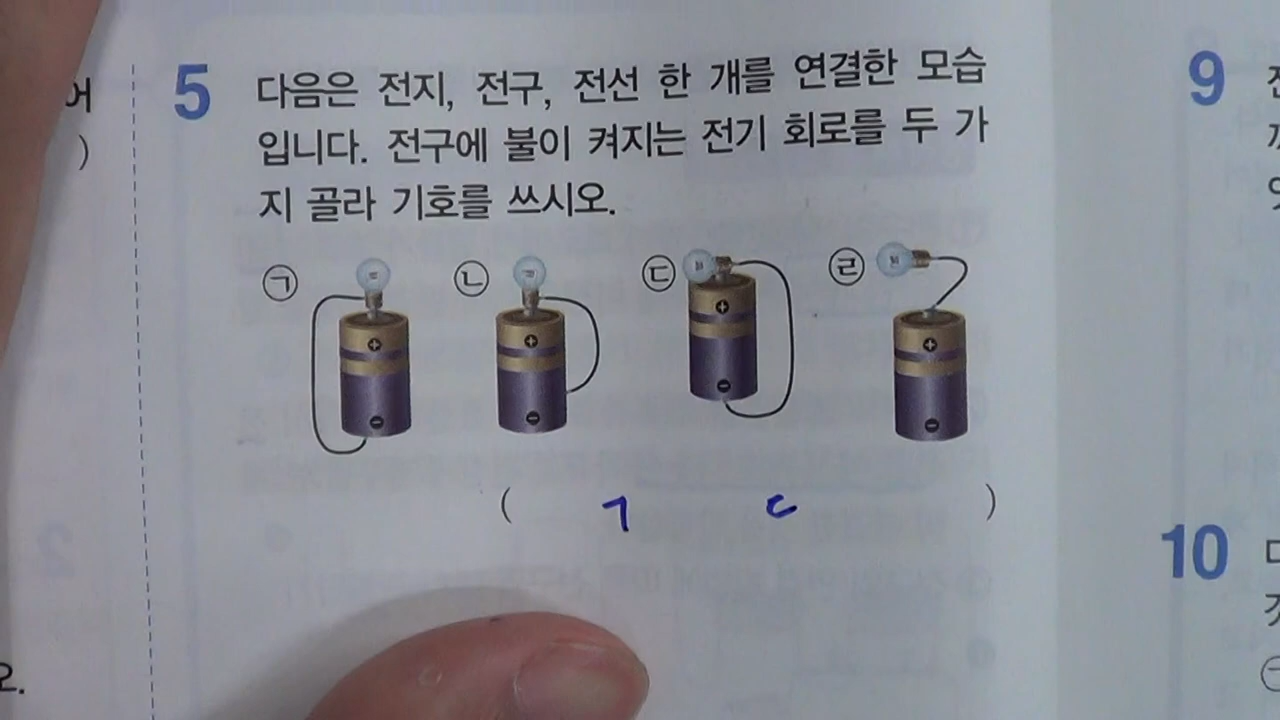 어
)
오.
5 다음은 전지, 전구, 전선 한 개를 연결한 모습
입니다. 전구에 불이 켜지는 전기 회로를 두 가
지 골라 기호를 쓰시오.
㉠ ㉡ ㉢ ㉣
+ + + +
- - - -
( ㄱ ㄷ )
9
10